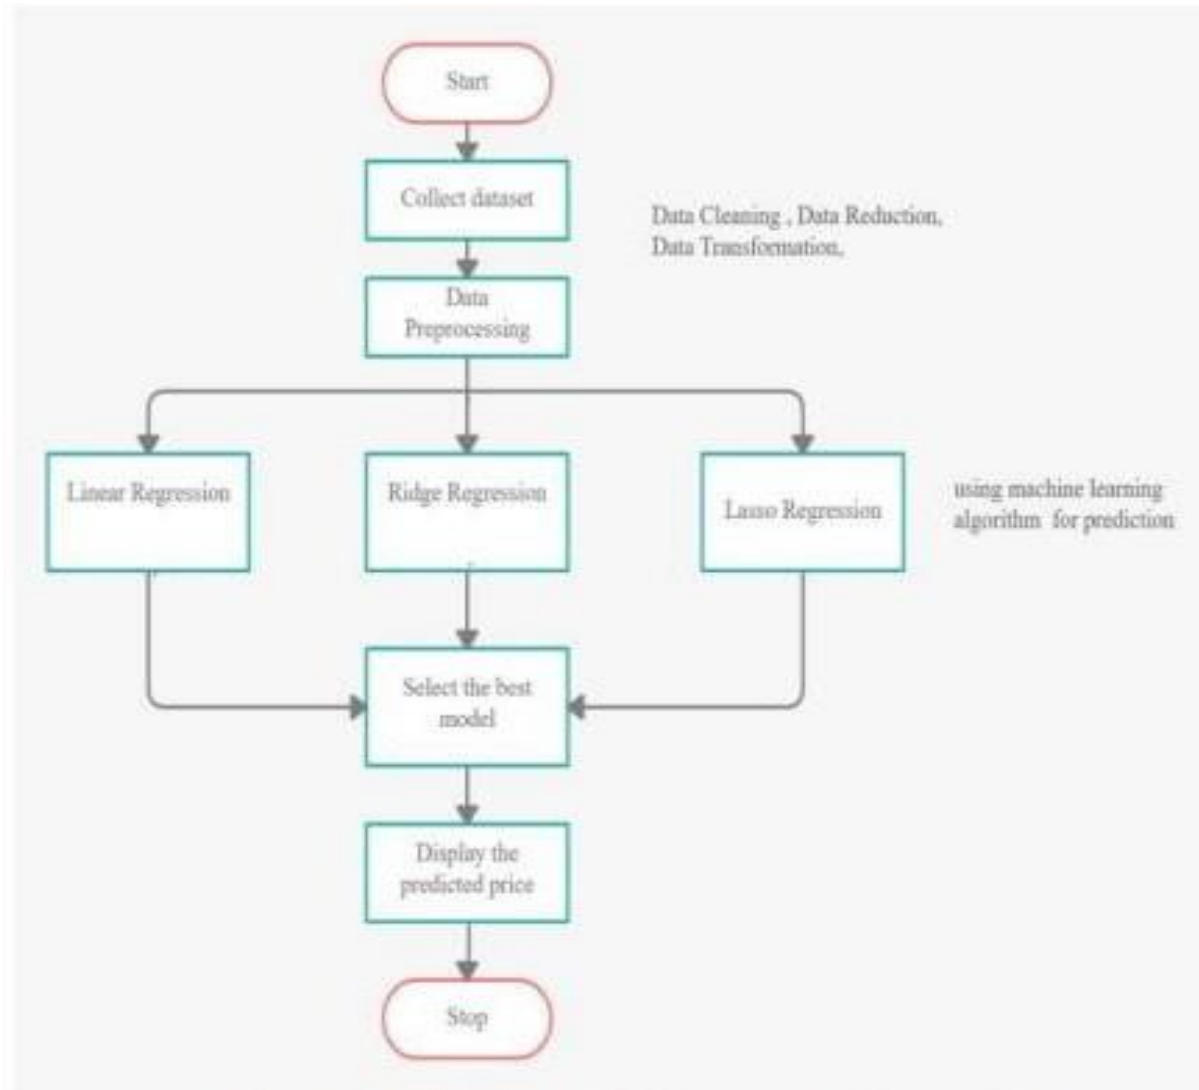 Start
Collect dataset
Data Cleaning , Data Reduction,
Data Transformation,
Data
Preprocessing
Linear Regression
Ridge Regression
Lasso Regression
using machine learning
algorithm for prediction
Select the best
model
Display the
predicted price
Stop